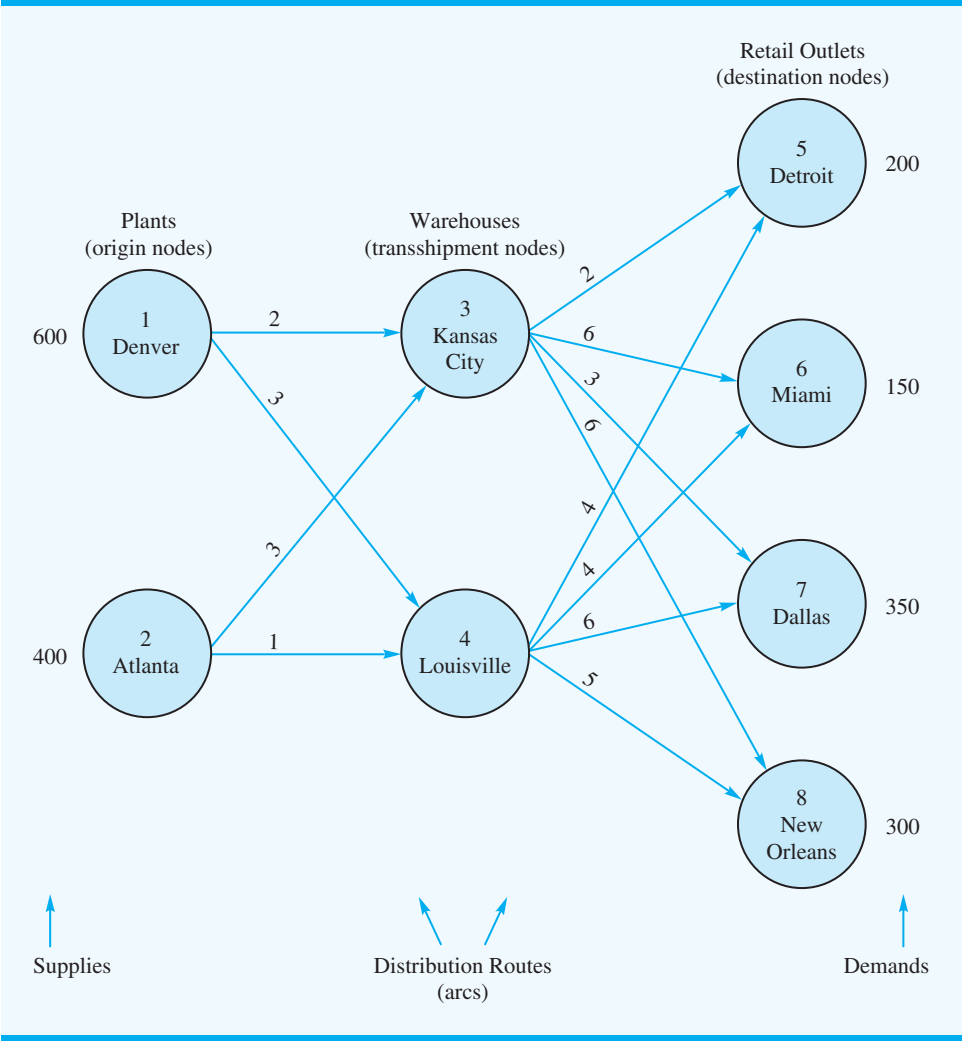 Retail Outlets
(destination nodes)
5
Detroit
200
Plants
(origin nodes)
Warehouses
(transshipment nodes)
600
1
Denver
2
3
3
Kansas
City
2
6
3
6
6
Miami
150
3
4
4
6
5
7
Dallas
350
400
2
Atlanta
1
4
Louisville
8
New
Orleans
300
Supplies
Distribution Routes
(arcs)
Demands